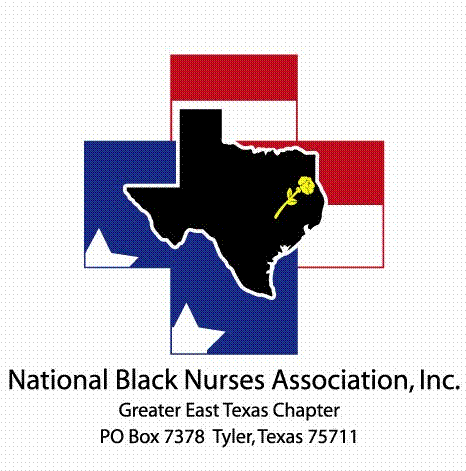 National Black Nurses Association, Inc.
Greater East Texas Chapter
PO Box 7378 Tyler, Texas 75711